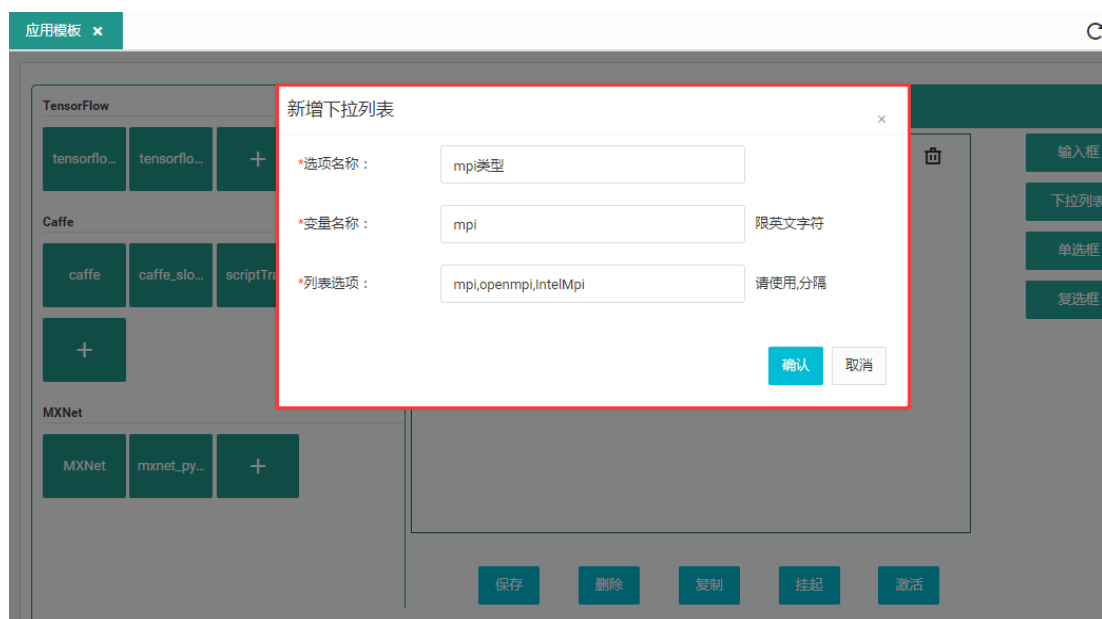 应用模板 ×
TensorFlow
tensorflo... tensorflo... +
Caffe
caffe caffe_slo... scriptTra
+
MXNet
MXNet mxnet_py... +
新增下拉列表 ×
*选项名称： mpi类型
*变量名称： mpi 限英文字符
*列表选项： mpi,openmpi,IntelMpi 请使用,分隔
确认 取消
输入框
下拉列表
单选框
复选框
保存 删除 复制 挂起 激活